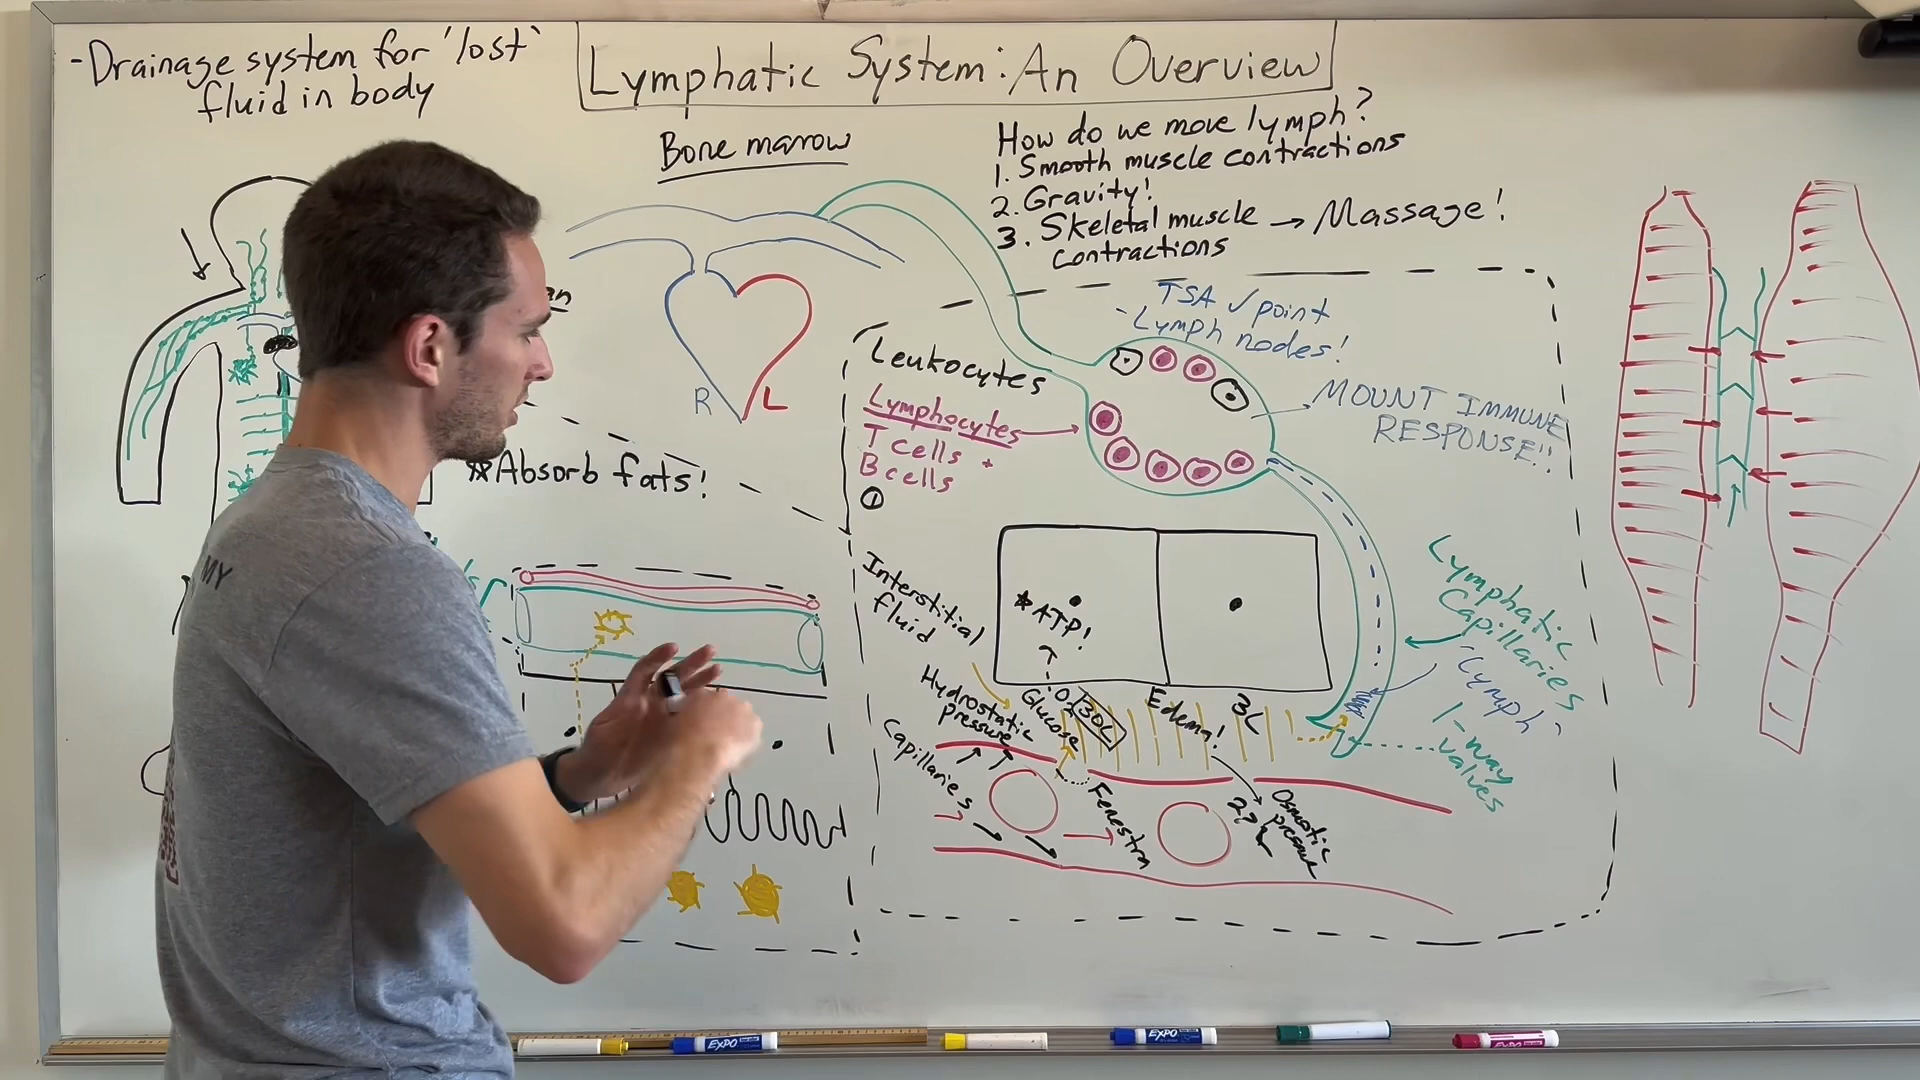 -Drainage system for 'lost'
fluid in body
Lymphatic System: An Overview
Bone marrow
How do we move lymph?
1. Smooth muscle contractions
2. Gravity!
3. Skeletal muscle → Massage!
contractions
TSA ✓point
-Lymph nodes!
Leukocytes
Lymphocytes
T cells +
B cells
MOUNT IMMUNE
RESPONSE!!
R
L
*Absorb fats!
Interstitial
fluid
*ATP!
Hydrostatic
pressure
Glucose
O2
30L
Edema!
3L
Capillaries
Fenestra
Osmotic
pressure
Lymphatic
Capillaries
'Lymph'
1-way
valves
MY
EXPO
EXPO
EXPO